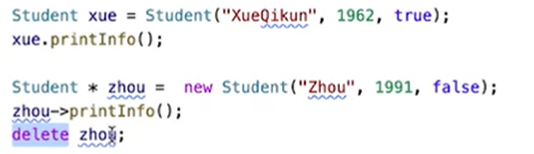 Student xue = Student("XueQikun", 1962, true);
xue.printInfo();
Student * zhou =  new Student("Zhou", 1991, false);
zhou->printInfo();
delete zhou;